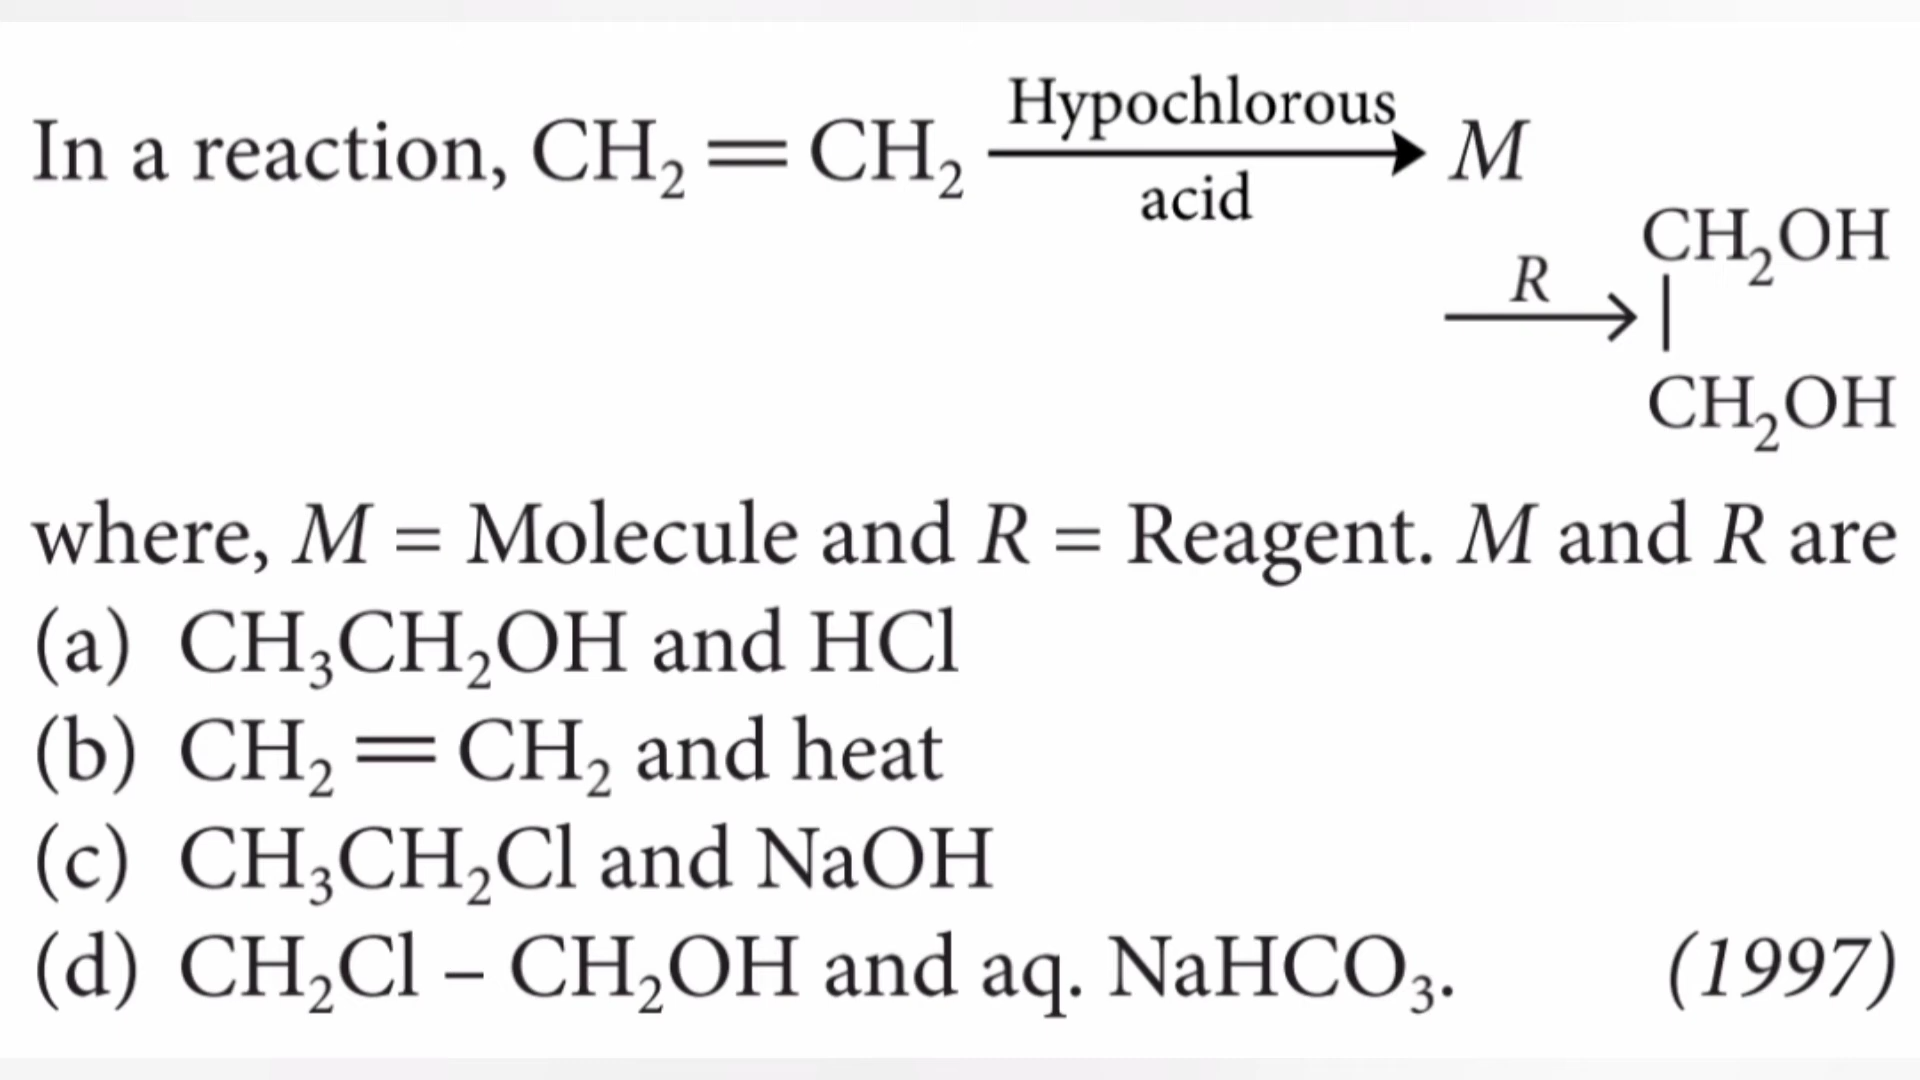 In a reaction, CH₂ = CH₂ Hypochlorous acid → M
R → CH₂OH
|
CH₂OH
where, M = Molecule and R = Reagent. M and R are
(a) CH₃CH₂OH and HCl
(b) CH₂ = CH₂ and heat
(c) CH₃CH₂Cl and NaOH
(d) CH₂Cl – CH₂OH and aq. NaHCO₃. (1997)